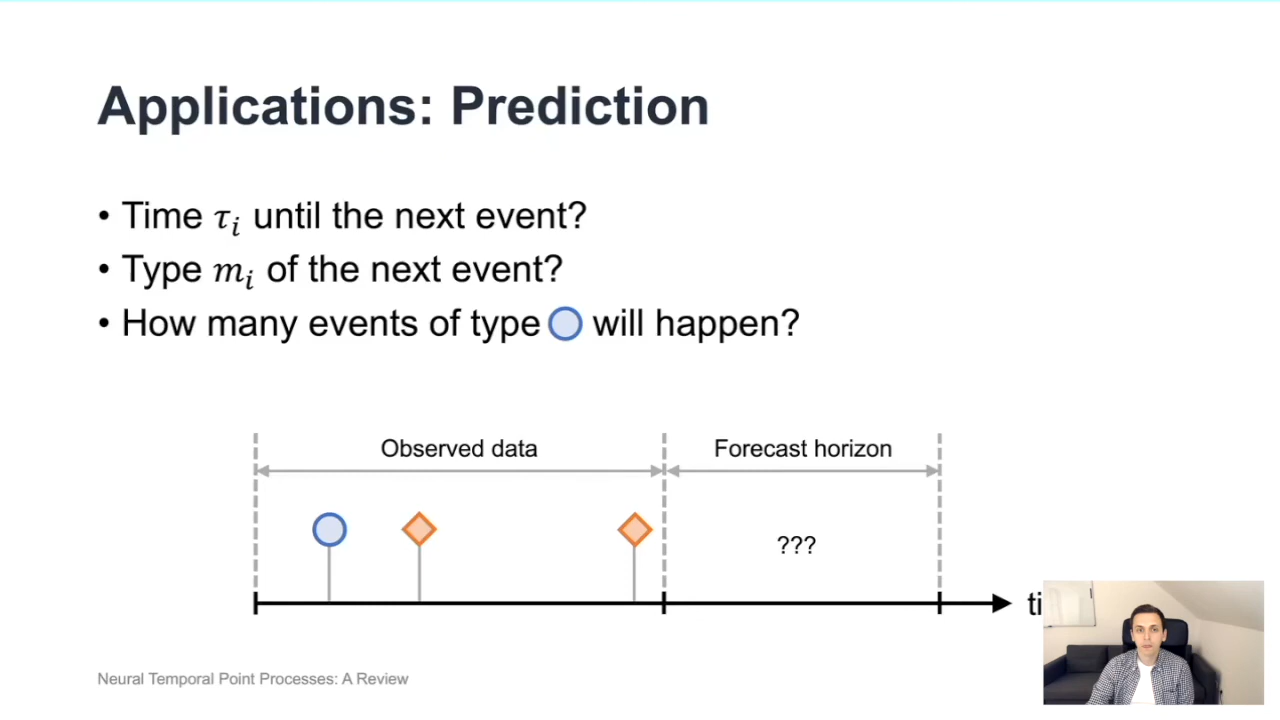 Applications: Prediction
• Time τᵢ until the next event?
• Type mᵢ of the next event?
• How many events of type will happen?
Observed data
Forecast horizon
???
Neural Temporal Point Processes: A Review